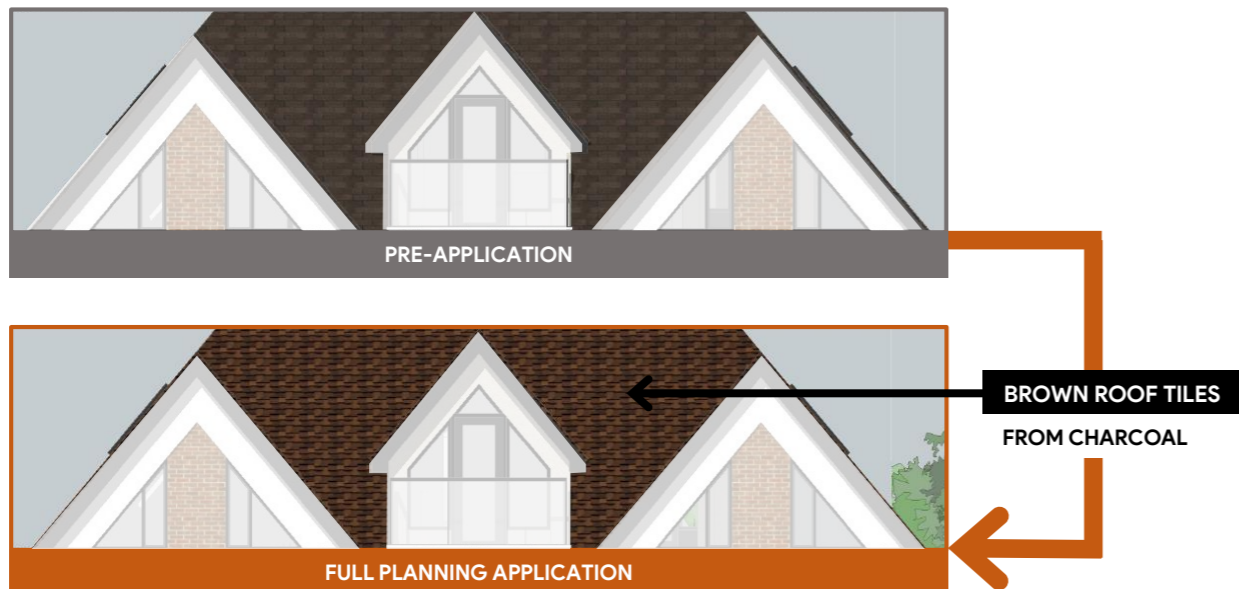 PRE-APPLICATION
BROWN ROOF TILES
FROM CHARCOAL
FULL PLANNING APPLICATION